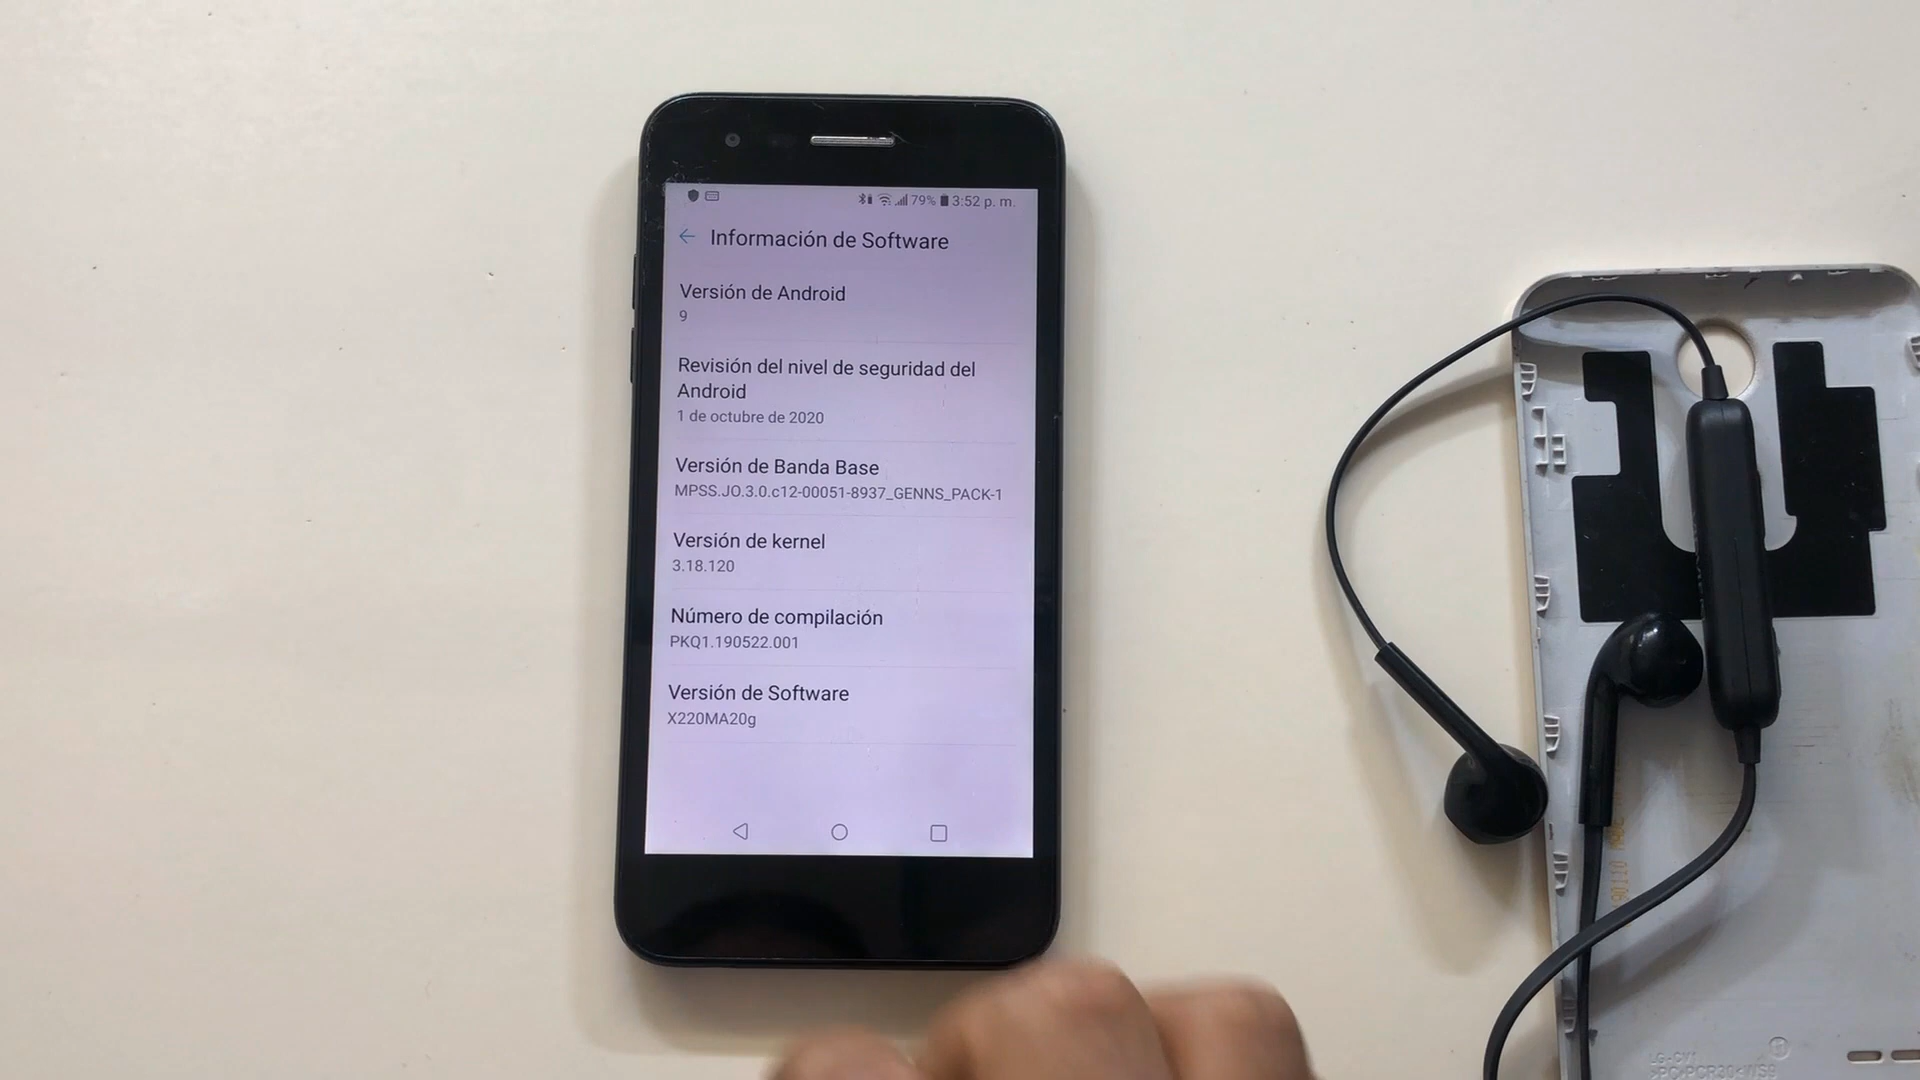 79% 3:52 p. m.
Información de Software
Versión de Android
9
Revisión del nivel de seguridad del
Android
1 de octubre de 2020
Versión de Banda Base
MPSS.JO.3.0.c12-00051-8937_GENNS_PACK-1
Versión de kernel
3.18.120
Número de compilación
PKQ1.190522.001
Versión de Software
X220MA20g
LG-CV1